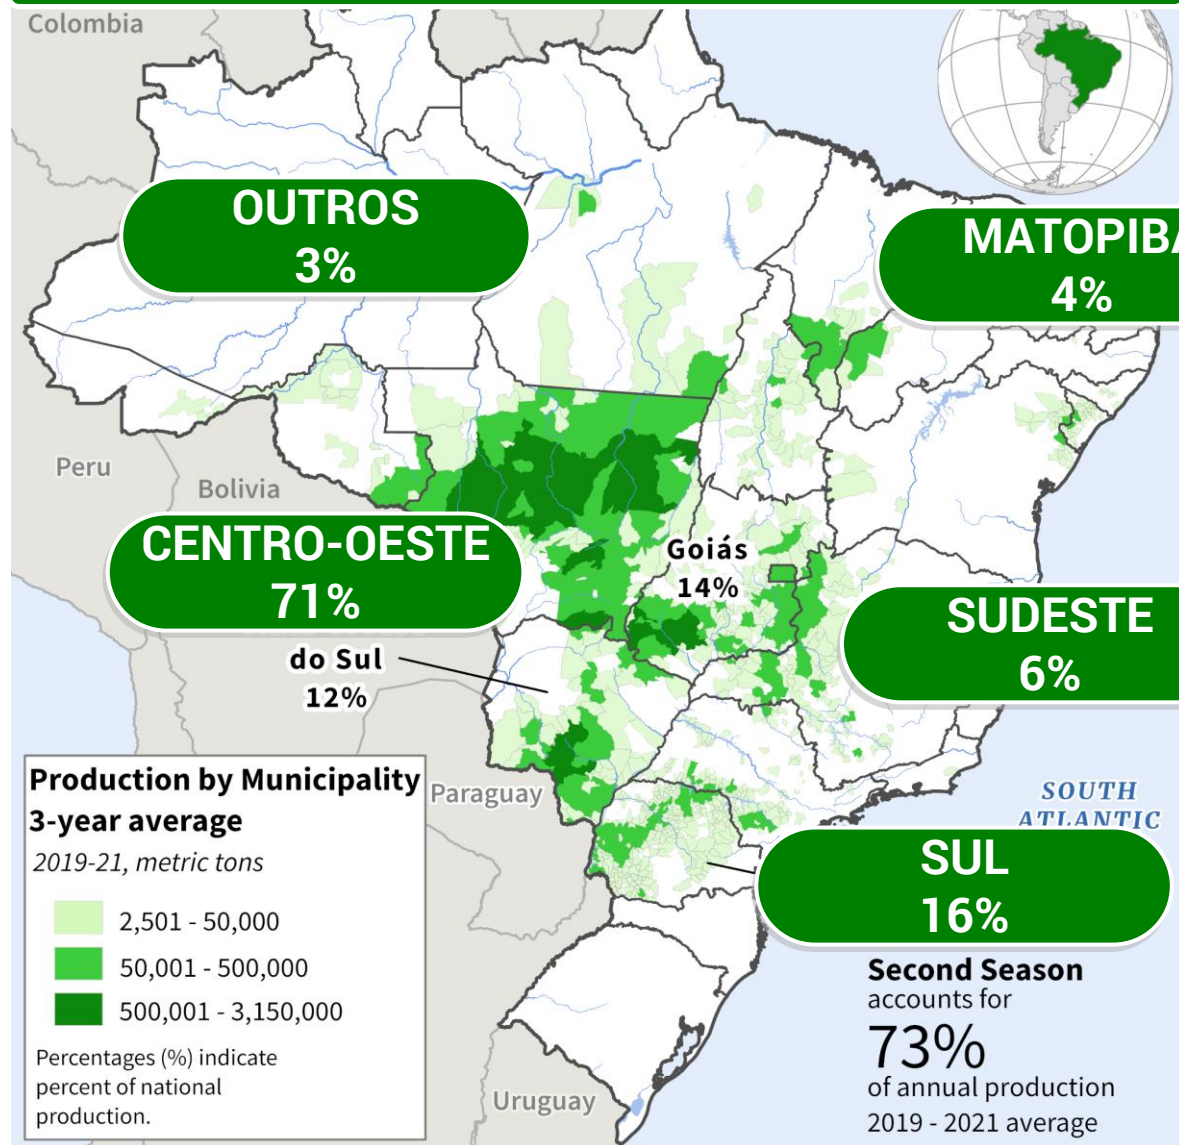 Colombia
OUTROS
3%
MATOPIBA
4%
Peru
Bolivia
CENTRO-OESTE
71%
Goiás
14%
SUDESTE
6%
do Sul
12%
Production by Municipality
3-year average
2019-21, metric tons
2,501 - 50,000
50,001 - 500,000
500,001 - 3,150,000
Percentages (%) indicate
percent of national
production.
Paraguay
SOUTH
ATLANTIC
SUL
16%
Second Season
accounts for
73%
of annual production
2019 - 2021 average
Uruguay